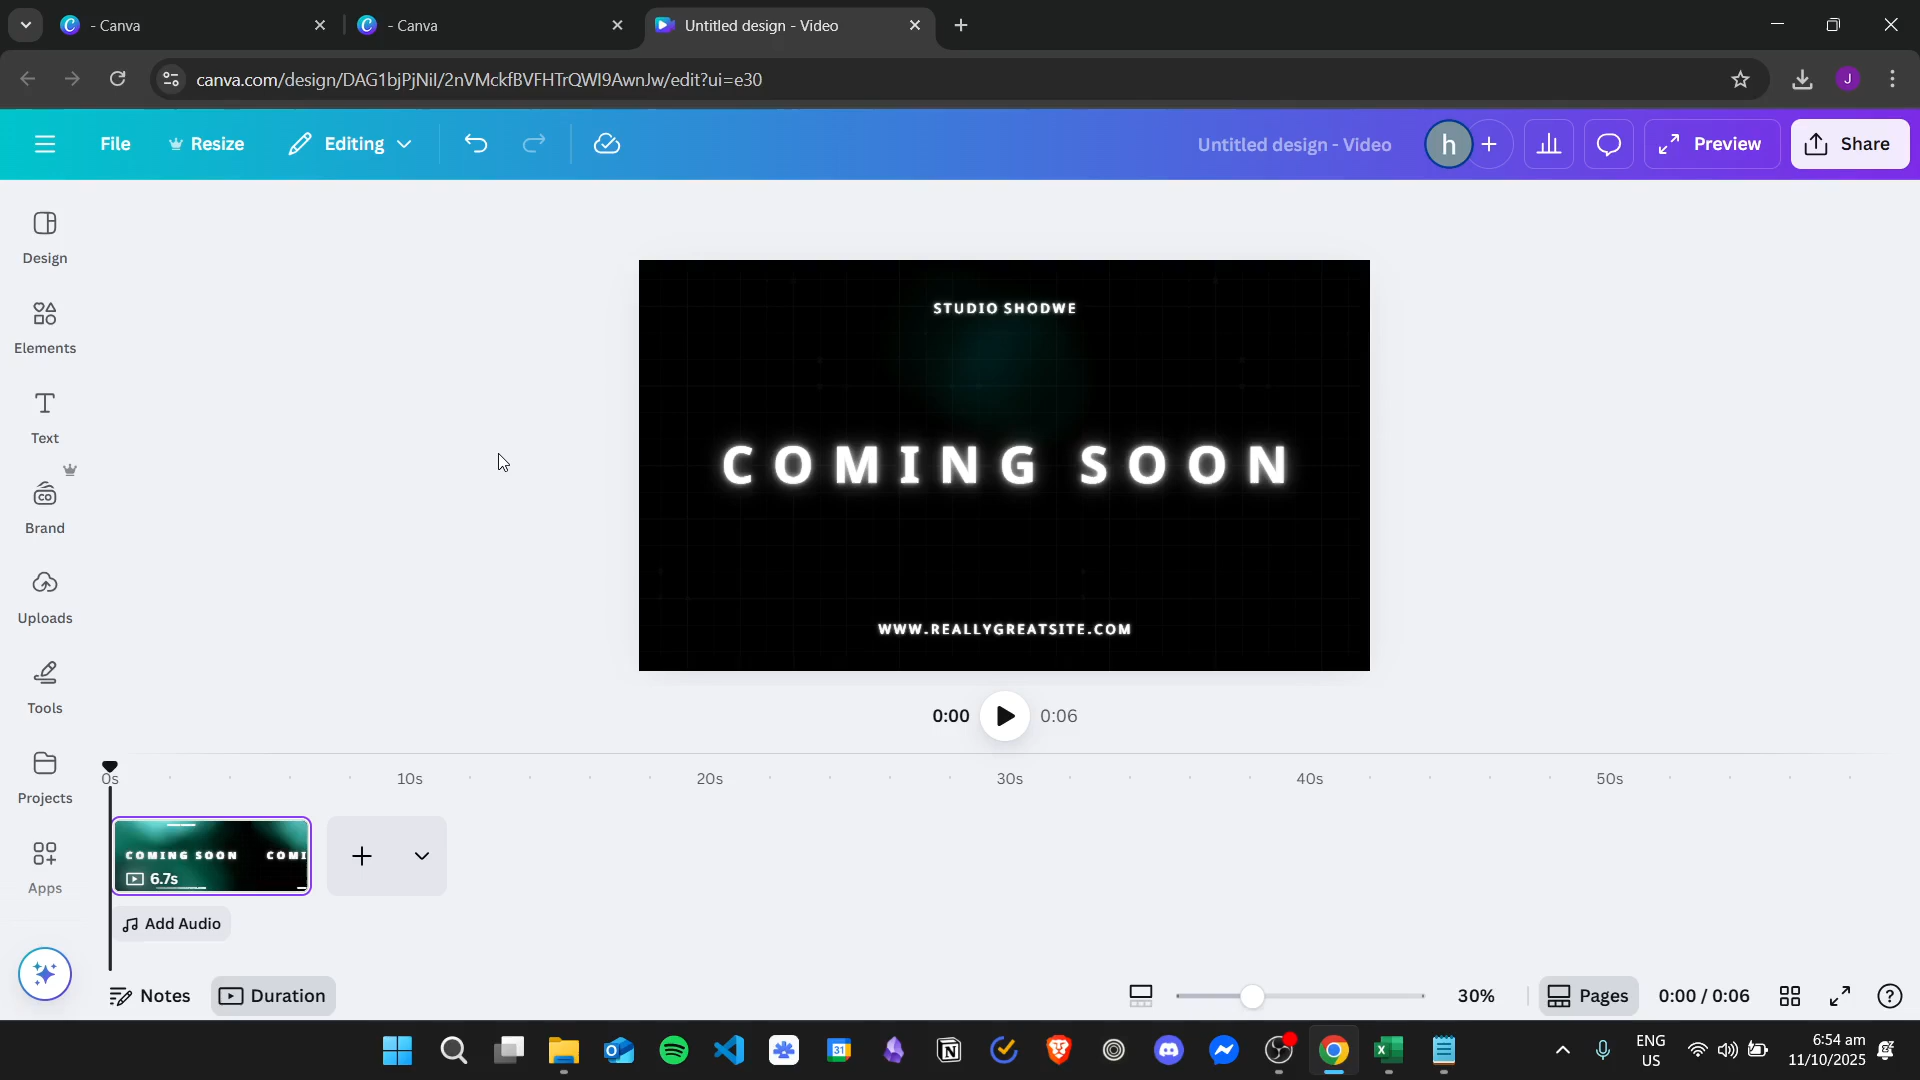 - Canva
- Canva
Untitled design - Video
canva.com/design/DAG1bjPjNiI/2nVMckfBVFHTrQWI9AwnJw/edit?ui=e30
J
File
Resize
Editing
Untitled design - Video
h
Preview
Share
Design
Elements
Text
Brand
Uploads
Tools
Projects
Apps
STUDIO SHODWE
COMING SOON
WWW.REALLYGREATSITE.COM
0:00
0:06
0s
10s
20s
30s
40s
50s
COMING SOON
COMI
6.7s
Add Audio
Notes
Duration
30%
Pages
0:00 / 0:06
ENG
US
6:54 am
11/10/2025